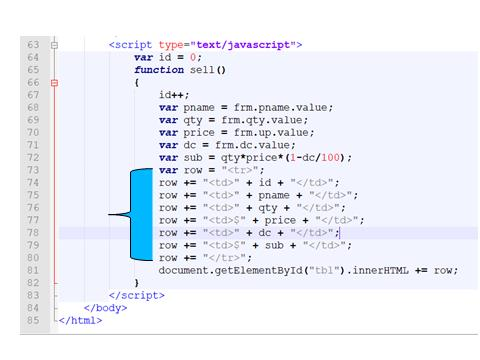 63 <script type="text/javascript">
64 var id = 0;
65 function sell()
66 {
67 id++;
68 var pname = frm.pname.value;
69 var qty = frm.qty.value;
70 var price = frm.up.value;
71 var dc = frm.dc.value;
72 var sub = qty*price*(1-dc/100);
73 var row = "<tr>";
74 row += "<td>" + id + "</td>";
75 row += "<td>" + pname + "</td>";
76 row += "<td>" + qty + "</td>";
77 row += "<td>$" + price + "</td>";
78 row += "<td>" + dc + "</td>";
79 row += "<td>$" + sub + "</td>";
80 row += "</tr>";
81 document.getElementById("tbl").innerHTML += row;
82 }
83 </script>
84 </body>
85 </html>